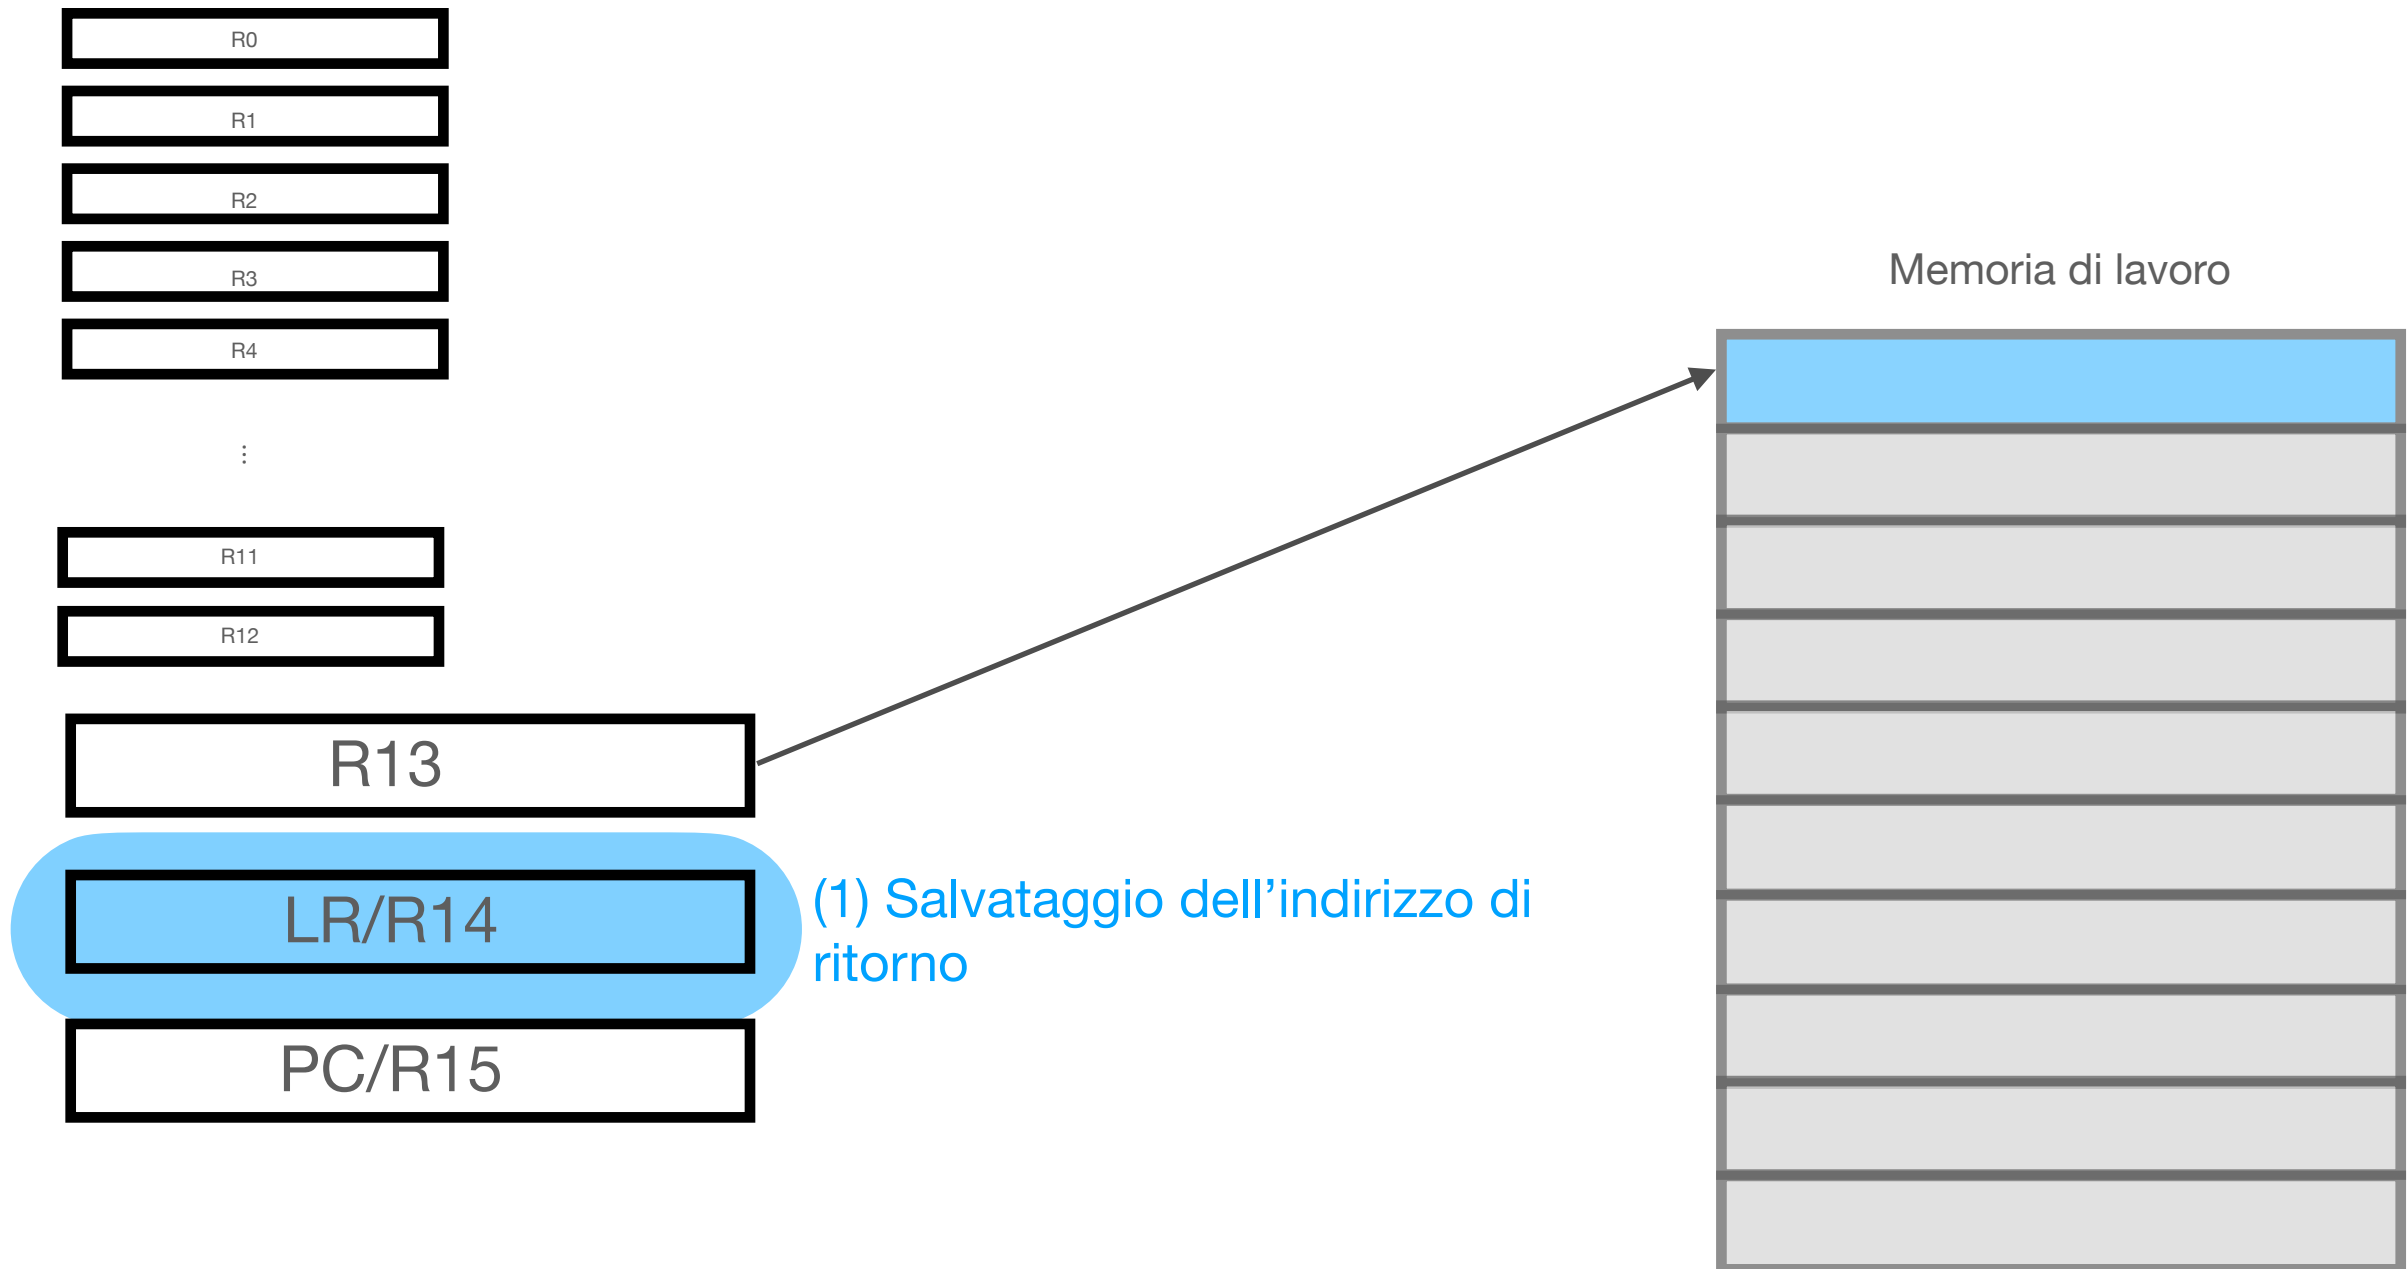 R0
R1
R2
R3
R4
...
R11
R12
R13
LR/R14
PC/R15
(1) Salvataggio dell’indirizzo di
ritorno
Memoria di lavoro